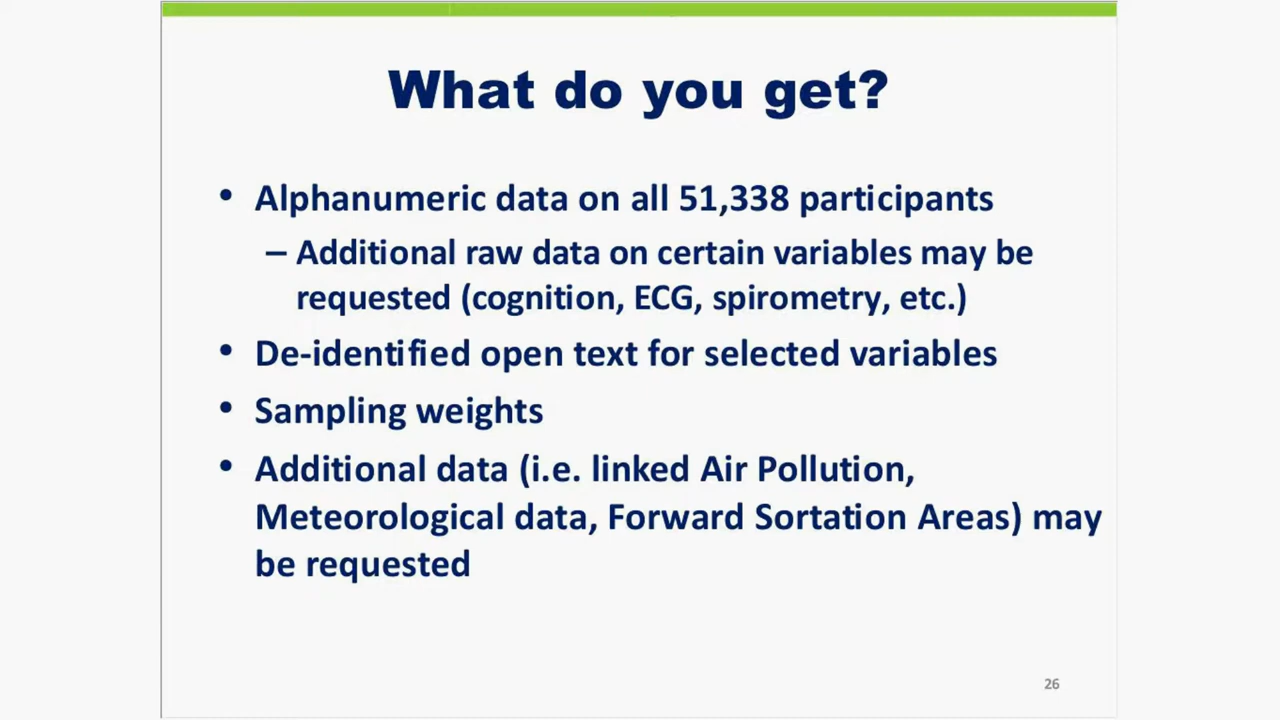 What do you get?
• Alphanumeric data on all 51,338 participants
– Additional raw data on certain variables may be
requested (cognition, ECG, spirometry, etc.)
• De-identified open text for selected variables
• Sampling weights
• Additional data (i.e. linked Air Pollution,
Meteorological data, Forward Sortation Areas) may
be requested
26